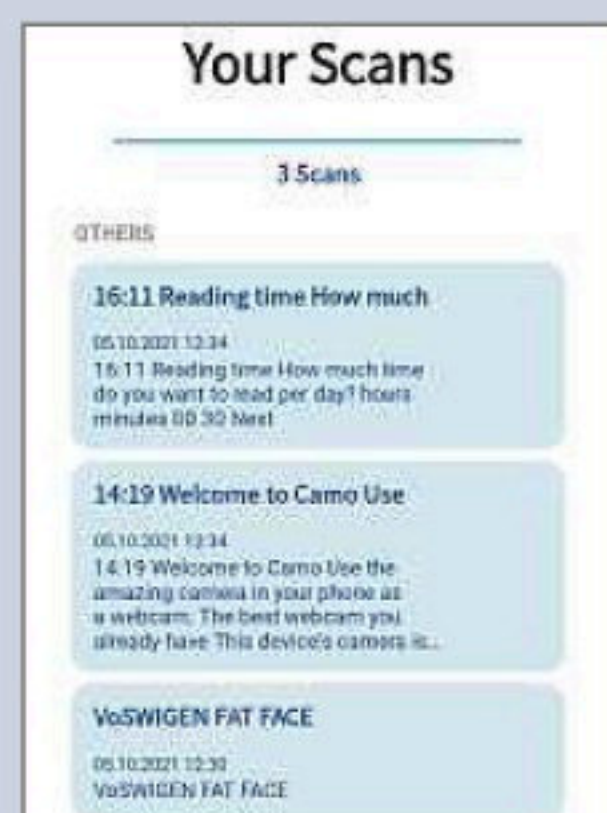 Your Scans
3 Scans
OTHERS
16:11 Reading time How much
05.10.2021 12:34
16:11 Reading time How much time
do you want to read per day? hours
minutes 00 30 Next
14:19 Welcome to Camo Use
05.10.2021 12:34
14:19 Welcome to Camo Use the
amazing camera in your phone as
a webcam. The best webcam you
already have This device's camera is...
VoSWIGEN FAT FACE
05.10.2021 12:30
VoSWIGEN FAT FACE